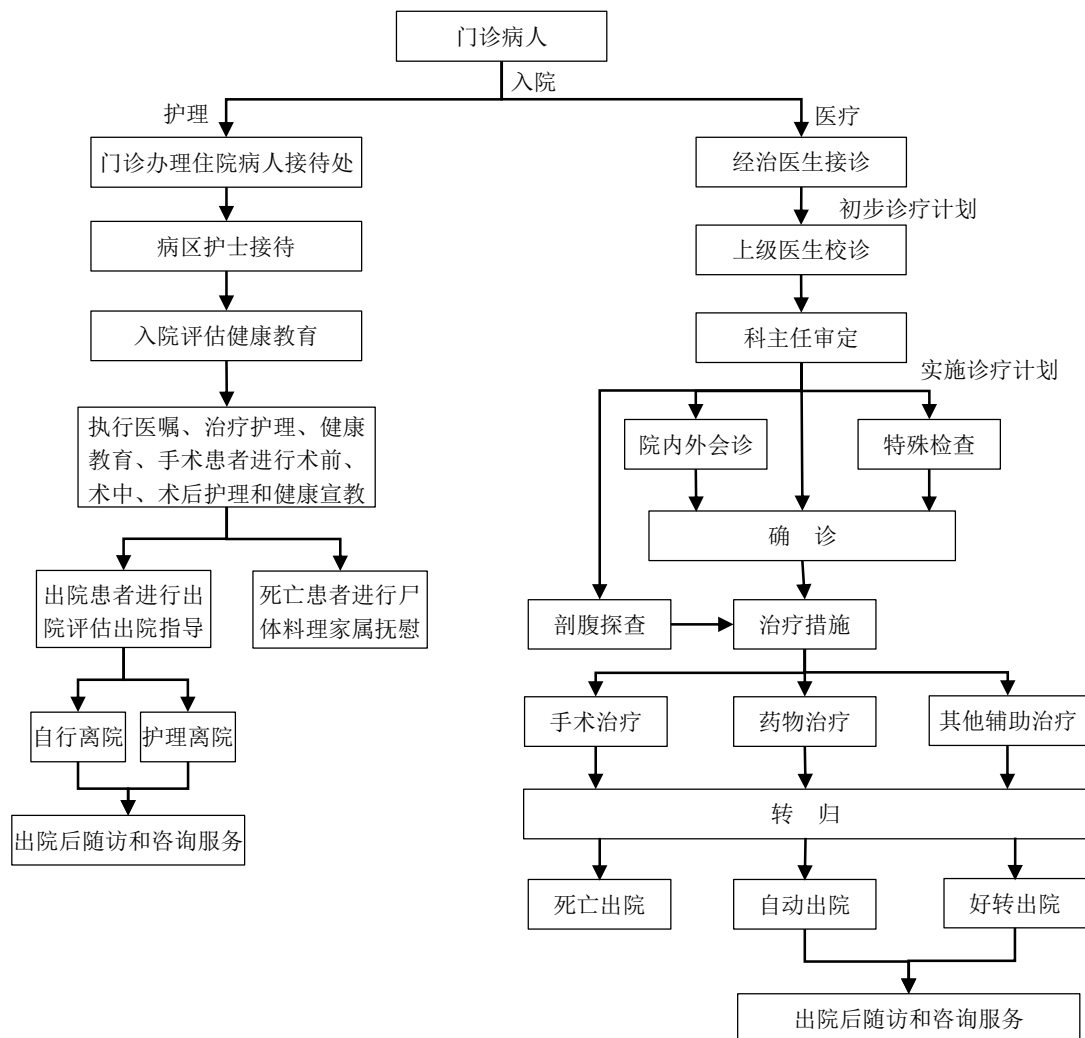 门诊病人
入院
护理
医疗
门诊办理住院病人接待处
经治医生接诊
初步诊疗计划
病区护士接待
上级医生校诊
入院评估健康教育
科主任审定
实施诊疗计划
执行医嘱、治疗护理、健康
教育、手术患者进行术前、
术中、术后护理和健康宣教
院内外会诊
特殊检查
确 诊
出院患者进行出
院评估出院指导
死亡患者进行尸
体料理家属抚慰
剖腹探查
治疗措施
自行离院
护理离院
手术治疗
药物治疗
其他辅助治疗
出院后随访和咨询服务
转 归
死亡出院
自动出院
好转出院
出院后随访和咨询服务